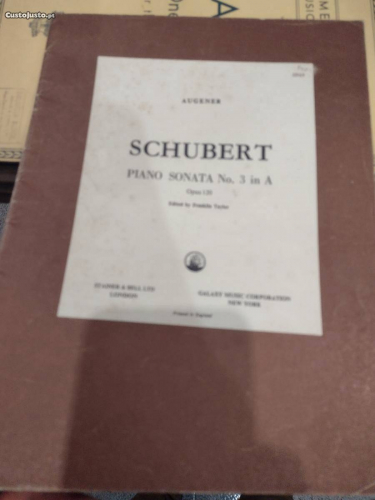 CustoJusto.pt
AUGENER
SCHUBERT
PIANO SONATA No. 3 in A
Opus 120
Edited by Franklin Taylor
STAINER & BELL LTD
LONDON
GALAXY MUSIC CORPORATION
NEW YORK
Printed in England